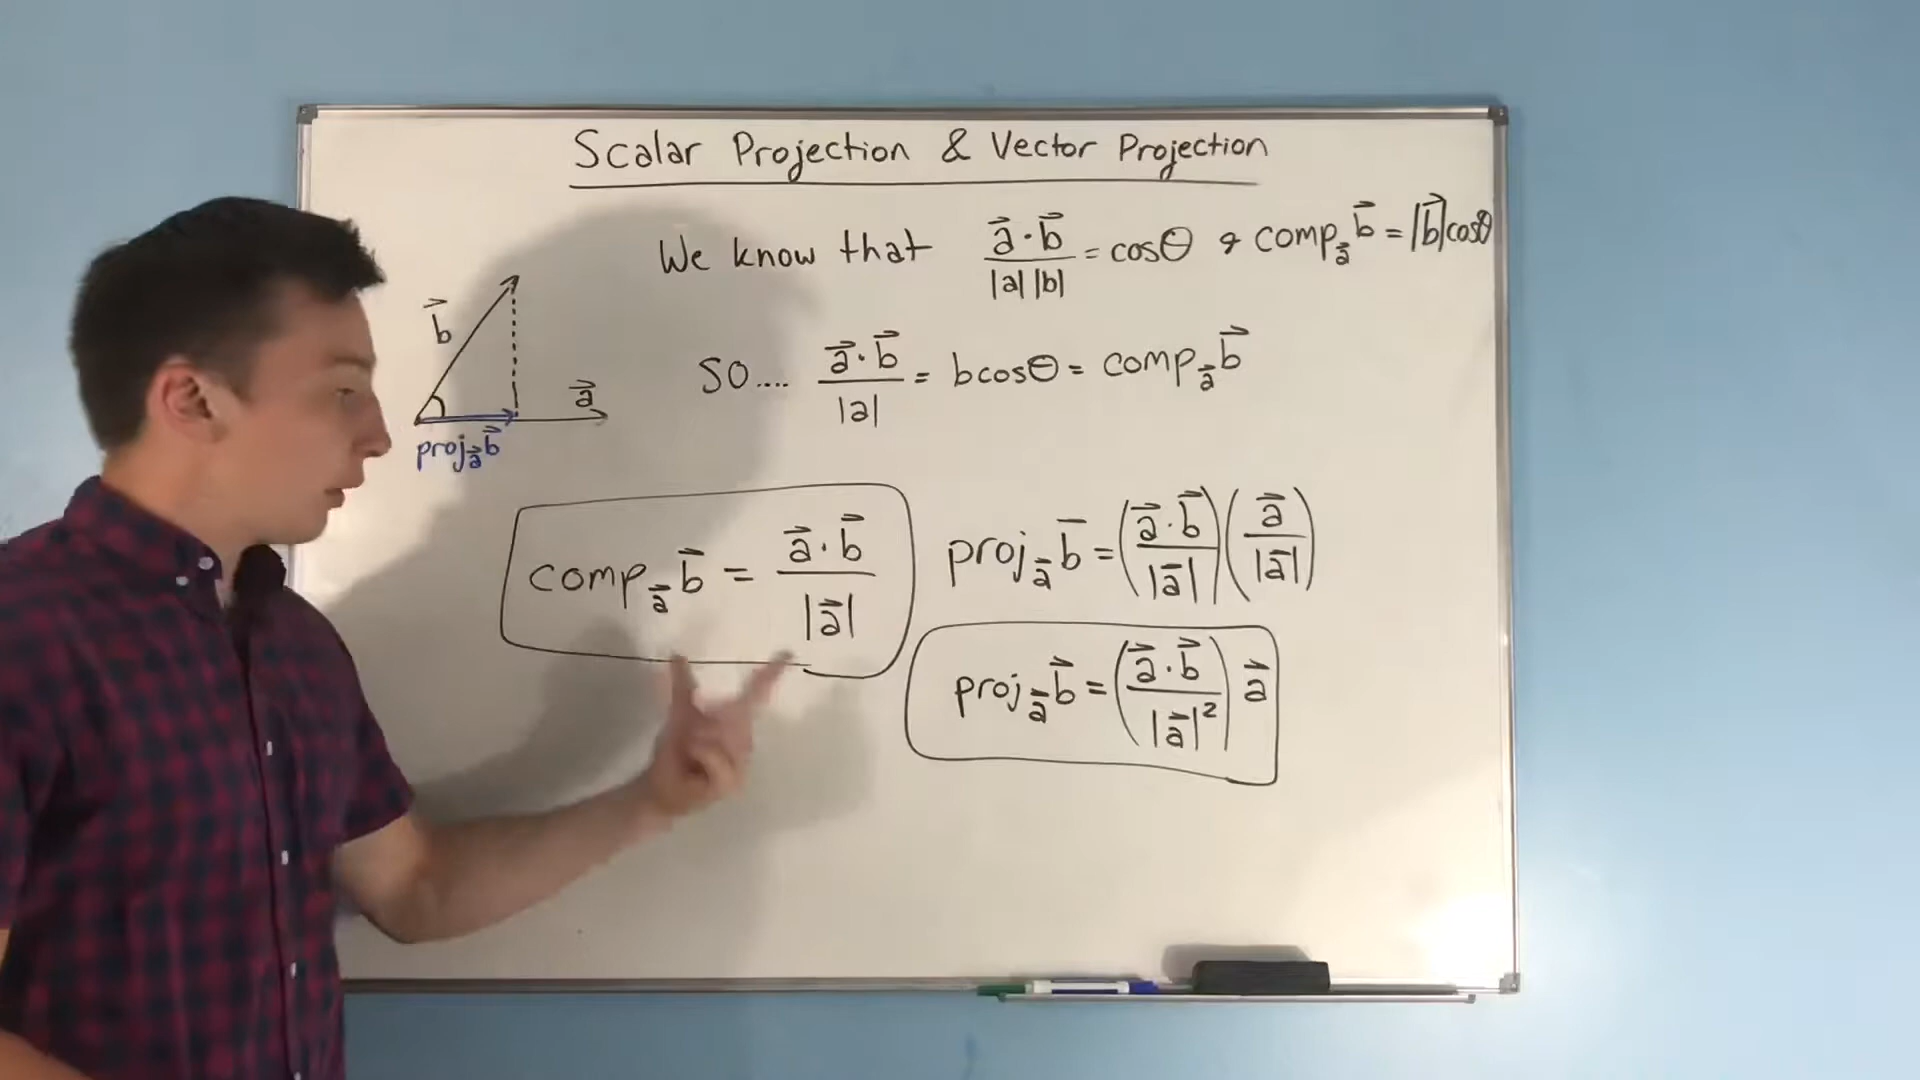 Scalar Projection & Vector Projection
We know that a⃗·b⃗ / |a||b| = cosθ & comp_a⃗ b⃗ = |b⃗|cosθ
b⃗
a⃗
proj_a⃗ b⃗
SO.... a⃗·b⃗ / |a| = bcosθ = comp_a⃗ b⃗
comp_a⃗ b⃗ = a⃗·b⃗ / |a⃗|
proj_a⃗ b⃗ = (a⃗·b⃗ / |a⃗|)(a⃗ / |a⃗|)
proj_a⃗ b⃗ = (a⃗·b⃗ / |a⃗|²) a⃗